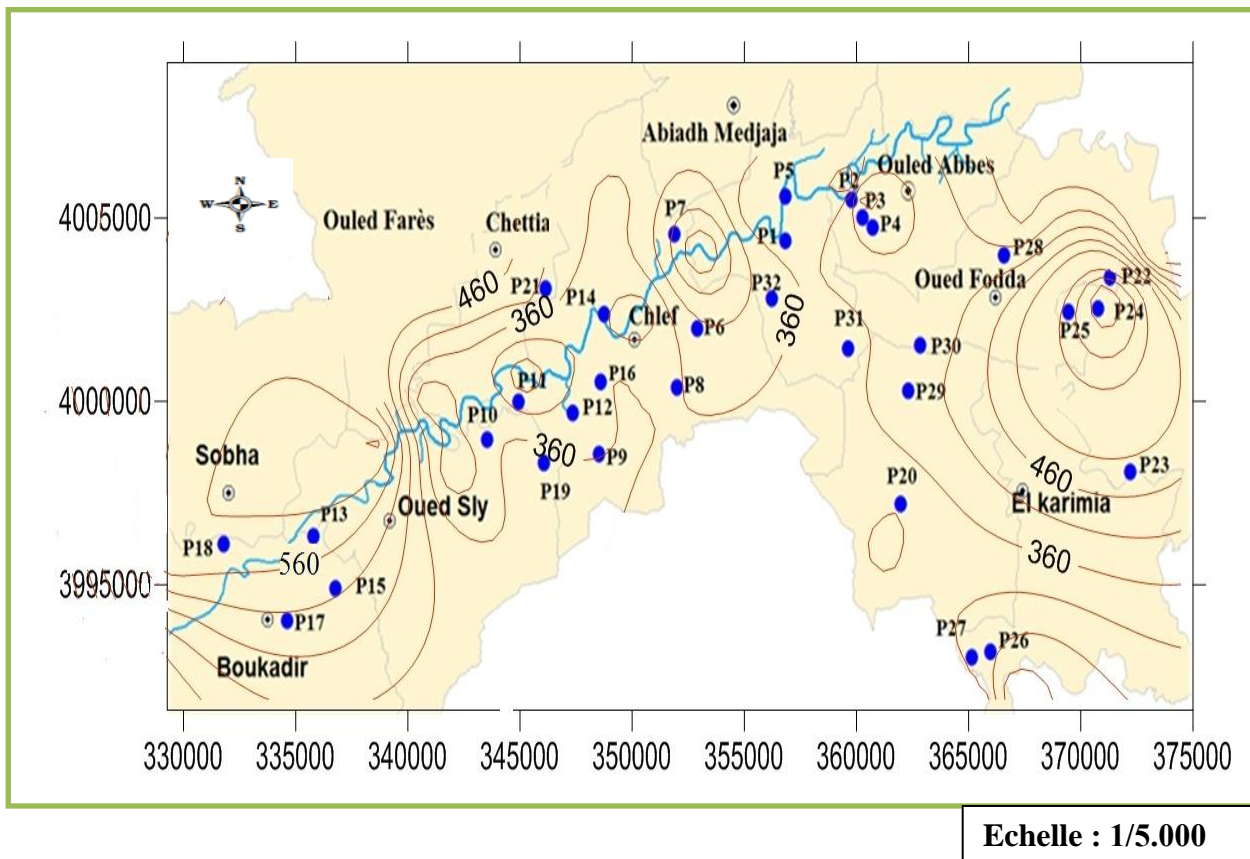 Abiadh Medjaja
N
W E
S
Ouled Abbes
P5
P2
P3
P4
P7
4005000
Ouled Farès
Chettia
P1
P28
Oued Fodda
P22
460
P21
P14
360
Chlef
P32
P6
360
P31
P24
P25
P30
P16
P11
P8
P29
4000000
P10
P12
360
P9
Sobha
P19
460
P23
P20
El karimia
Oued Sly
P13
P18
560
360
3995000
P15
P17
P27
P26
Boukadir
330000 335000 340000 345000 350000 355000 360000 365000 370000 375000
Echelle : 1/5.000